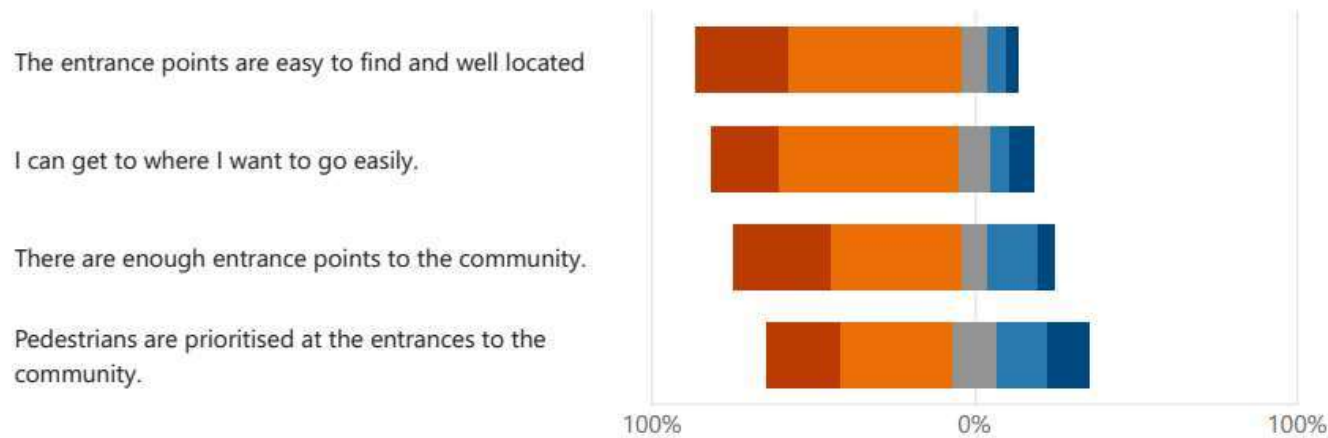 The entrance points are easy to find and well located
I can get to where I want to go easily.
There are enough entrance points to the community.
Pedestrians are prioritised at the entrances to the
community.
100% 0% 100%